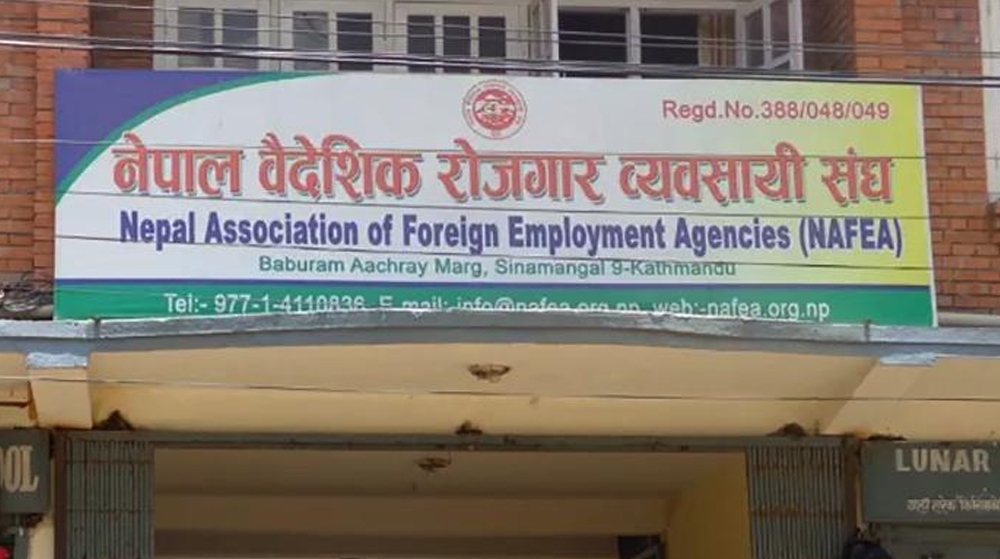 Regd.No.388/048/049
नेपाल वैदेशिक रोजगार व्यवसायी संघ
Nepal Association of Foreign Employment Agencies (NAFEA)
Baburam Aachray Marg, Sinamangal 9-Kathmandu
Tel:- 977-1-4110836, E-mail:-info@nafea.org.np, web:-nafea.org.np
OOL
LUNAR